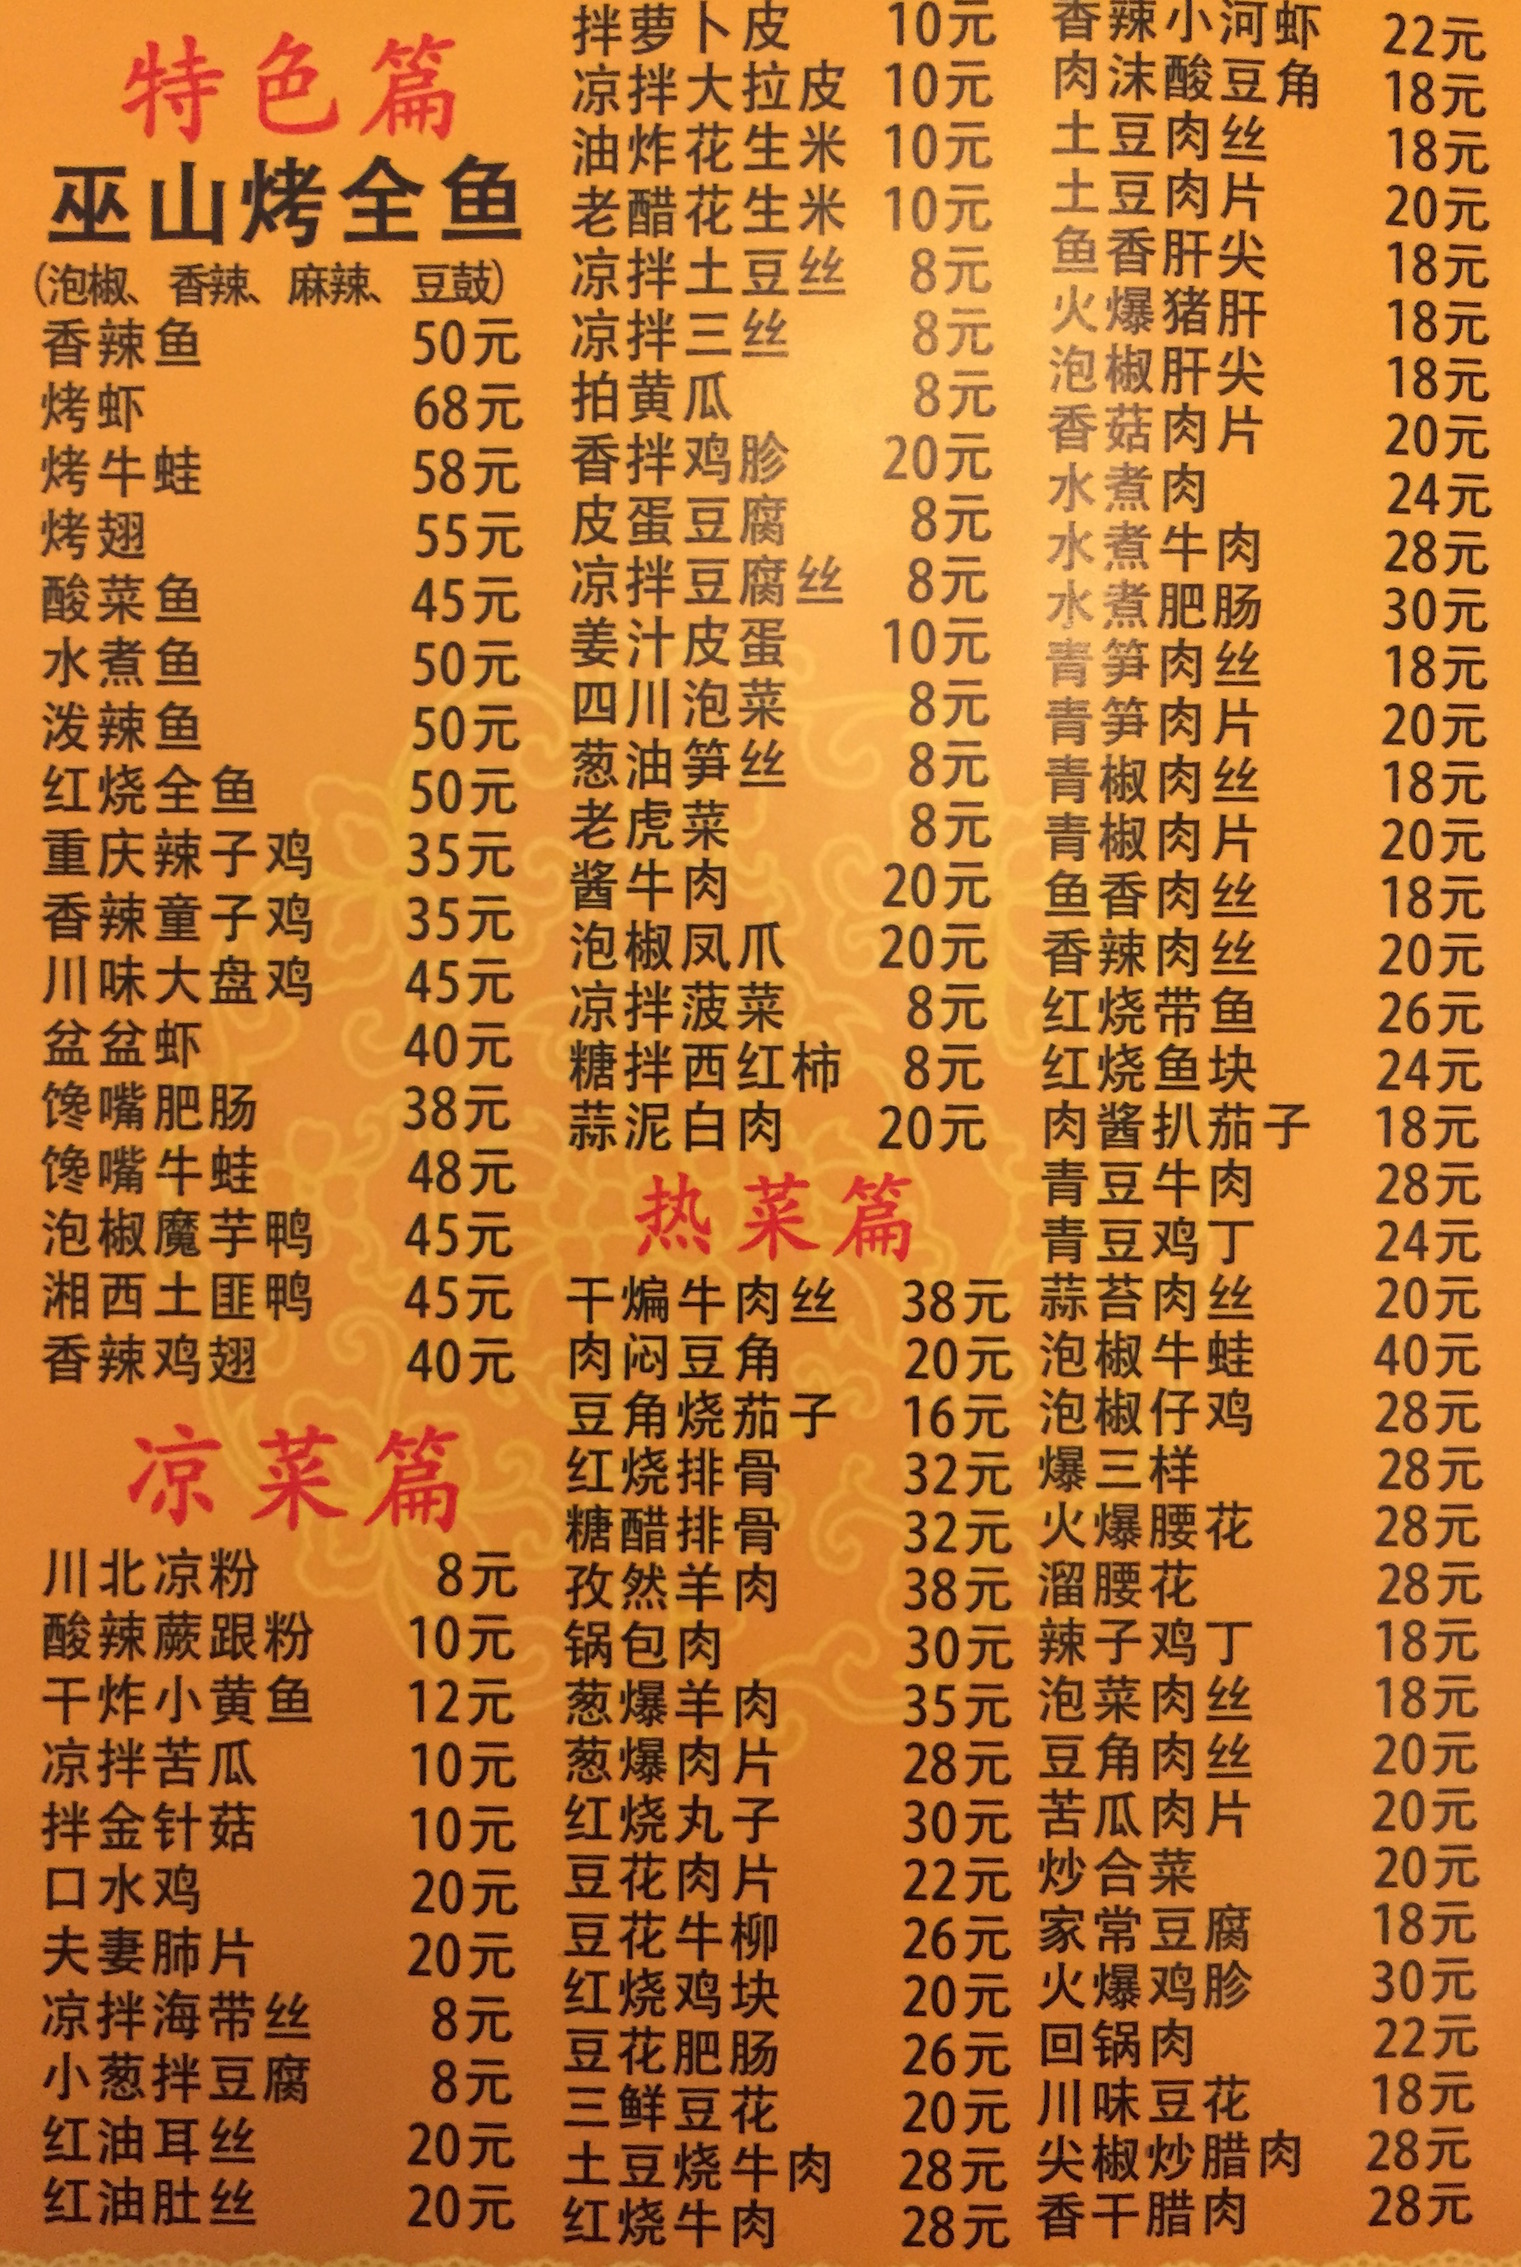 特色篇
巫山烤全鱼
（泡椒、香辣、麻辣、豆鼓）
香辣鱼 50元
烤虾 68元
烤牛蛙 58元
烤翅 55元
酸菜鱼 45元
水煮鱼 50元
泼辣鱼 50元
红烧全鱼 50元
重庆辣子鸡 35元
香辣童子鸡 35元
川味大盘鸡 45元
盆盆虾 40元
馋嘴肥肠 38元
馋嘴牛蛙 48元
泡椒魔芋鸭 45元
湘西土匪鸭 45元
香辣鸡翅 40元
凉菜篇
川北凉粉 8元
酸辣蕨跟粉 10元
干炸小黄鱼 12元
凉拌苦瓜 10元
拌金针菇 10元
口水鸡 20元
夫妻肺片 20元
凉拌海带丝 8元
小葱拌豆腐 8元
红油耳丝 20元
红油肚丝 20元
拌萝卜皮 10元
凉拌大拉皮 10元
油炸花生米 10元
老醋花生米 10元
凉拌土豆丝 8元
凉拌三丝 8元
拍黄瓜 8元
香拌鸡胗 20元
皮蛋豆腐 8元
凉拌豆腐丝 8元
姜汁皮蛋 10元
四川泡菜 8元
葱油笋丝 8元
老虎菜 8元
酱牛肉 20元
泡椒凤爪 20元
凉拌菠菜 8元
糖拌西红柿 8元
蒜泥白肉 20元
热菜篇
干煸牛肉丝 38元
肉闷豆角 20元
豆角烧茄子 16元
红烧排骨 32元
糖醋排骨 32元
孜然羊肉 38元
锅包肉 30元
葱爆羊肉 35元
葱爆肉片 28元
红烧丸子 30元
豆花肉片 22元
豆花牛柳 26元
红烧鸡块 20元
豆花肥肠 26元
三鲜豆花 20元
土豆烧牛肉 28元
红烧牛肉 28元
香辣小河虾 22元
肉沫酸豆角 18元
土豆肉丝 18元
土豆肉片 20元
鱼香肝尖 18元
火爆猪肝 18元
泡椒肝尖 18元
香菇肉片 20元
水煮肉 24元
水煮牛肉 28元
水煮肥肠 30元
青笋肉丝 18元
青笋肉片 20元
青椒肉丝 18元
青椒肉片 20元
鱼香肉丝 18元
香辣肉丝 20元
红烧带鱼 26元
红烧鱼块 24元
肉酱扒茄子 18元
青豆牛肉 28元
青豆鸡丁 24元
蒜苔肉丝 20元
泡椒牛蛙 40元
泡椒仔鸡 28元
爆三样 28元
火爆腰花 28元
溜腰花 28元
辣子鸡丁 18元
泡菜肉丝 18元
豆角肉丝 20元
苦瓜肉片 20元
炒合菜 20元
家常豆腐 18元
火爆鸡胗 30元
回锅肉 22元
川味豆花 18元
尖椒炒腊肉 28元
香干腊肉 28元